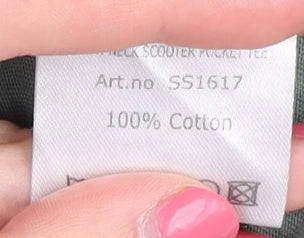 NECK SCOOTER POCKET TEE
Art.no SS1617
100% Cotton